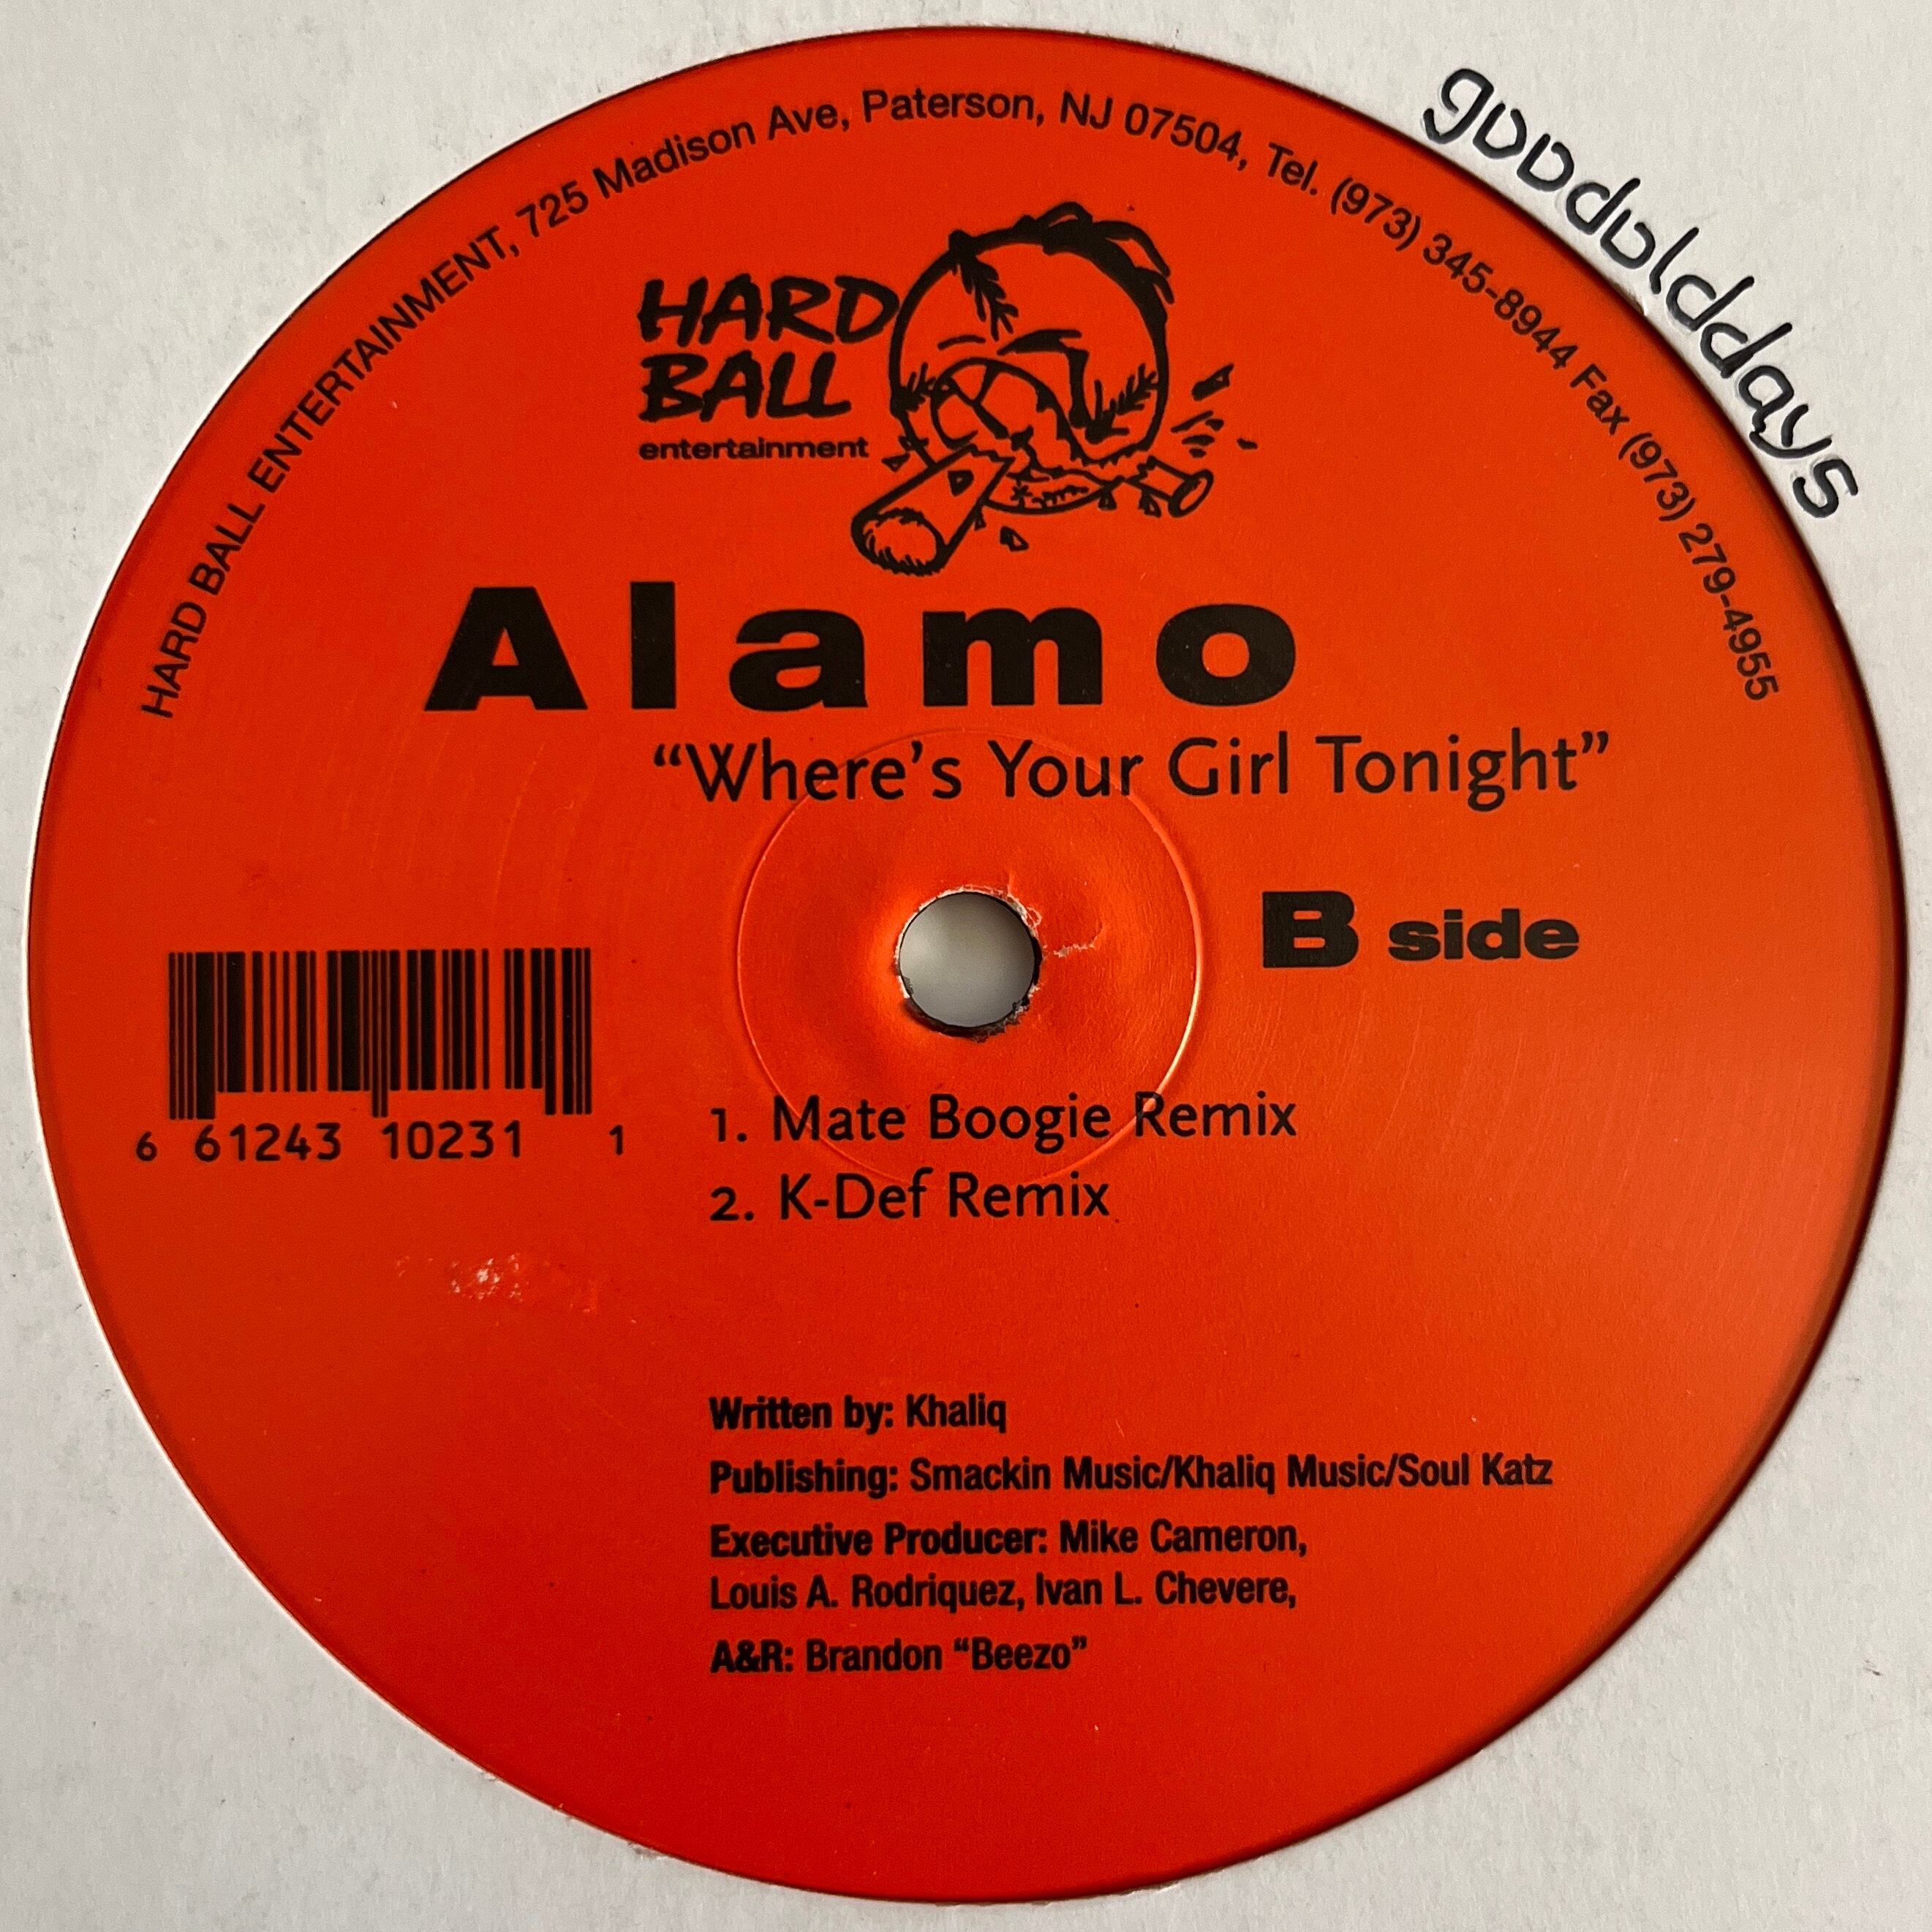 HARD BALL ENTERTAINMENT, 725 Madison Ave, Paterson, NJ 07504, Tel. (973) 345-8944 Fax (973) 279-4955
goodolddays
HARD
BALL
entertainment
Alamo
“Where’s Your Girl Tonight”
B side
6 61243 10231 1
1. Mate Boogie Remix
2. K-Def Remix
Written by: Khaliq
Publishing: Smackin Music/Khaliq Music/Soul Katz
Executive Producer: Mike Cameron,
Louis A. Rodriquez, Ivan L. Chevere,
A&R: Brandon “Beezo”